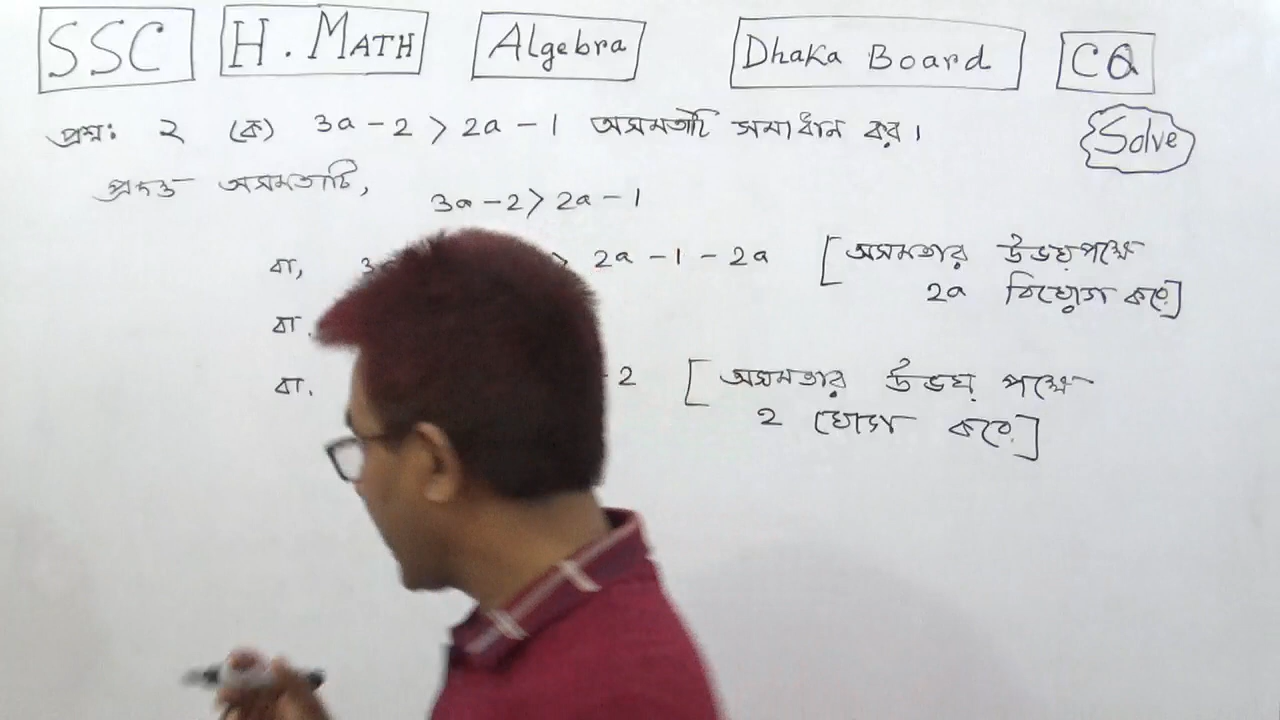 SSC H. MATH Algebra Dhaka Board CQ
প্রশ্ন: ২ (ক) 3a - 2 > 2a - 1 অসমতাটি সমাধান কর।
Solve
প্রদত্ত অসমতাটি,
3a - 2 > 2a - 1
বা, 3 > 2a - 1 - 2a [অসমতার উভয়পক্ষে
2a বিয়োগ করে]
বা.
বা. 2 [অসমতার উভয় পক্ষে
2 যোগ করে]